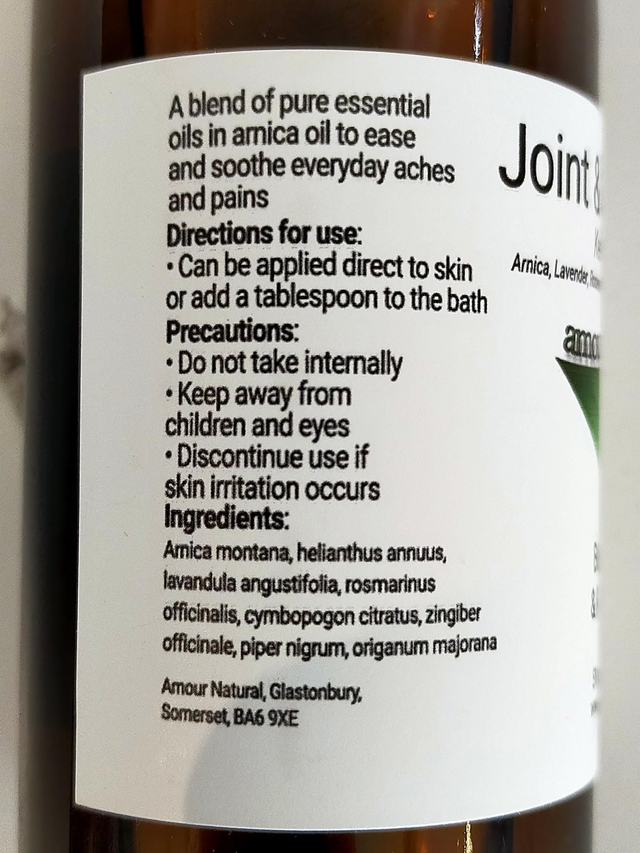 A blend of pure essential
oils in arnica oil to ease
and soothe everyday aches
and pains
Directions for use:
• Can be applied direct to skin
or add a tablespoon to the bath
Precautions:
• Do not take internally
• Keep away from
children and eyes
• Discontinue use if
skin irritation occurs
Ingredients:
Arnica montana, helianthus annuus,
lavandula angustifolia, rosmarinus
officinalis, cymbopogon citratus, zingiber
officinale, piper nigrum, origanum majorana
Amour Natural, Glastonbury,
Somerset, BA6 9XE
Joint &
Arnica, Lavender,